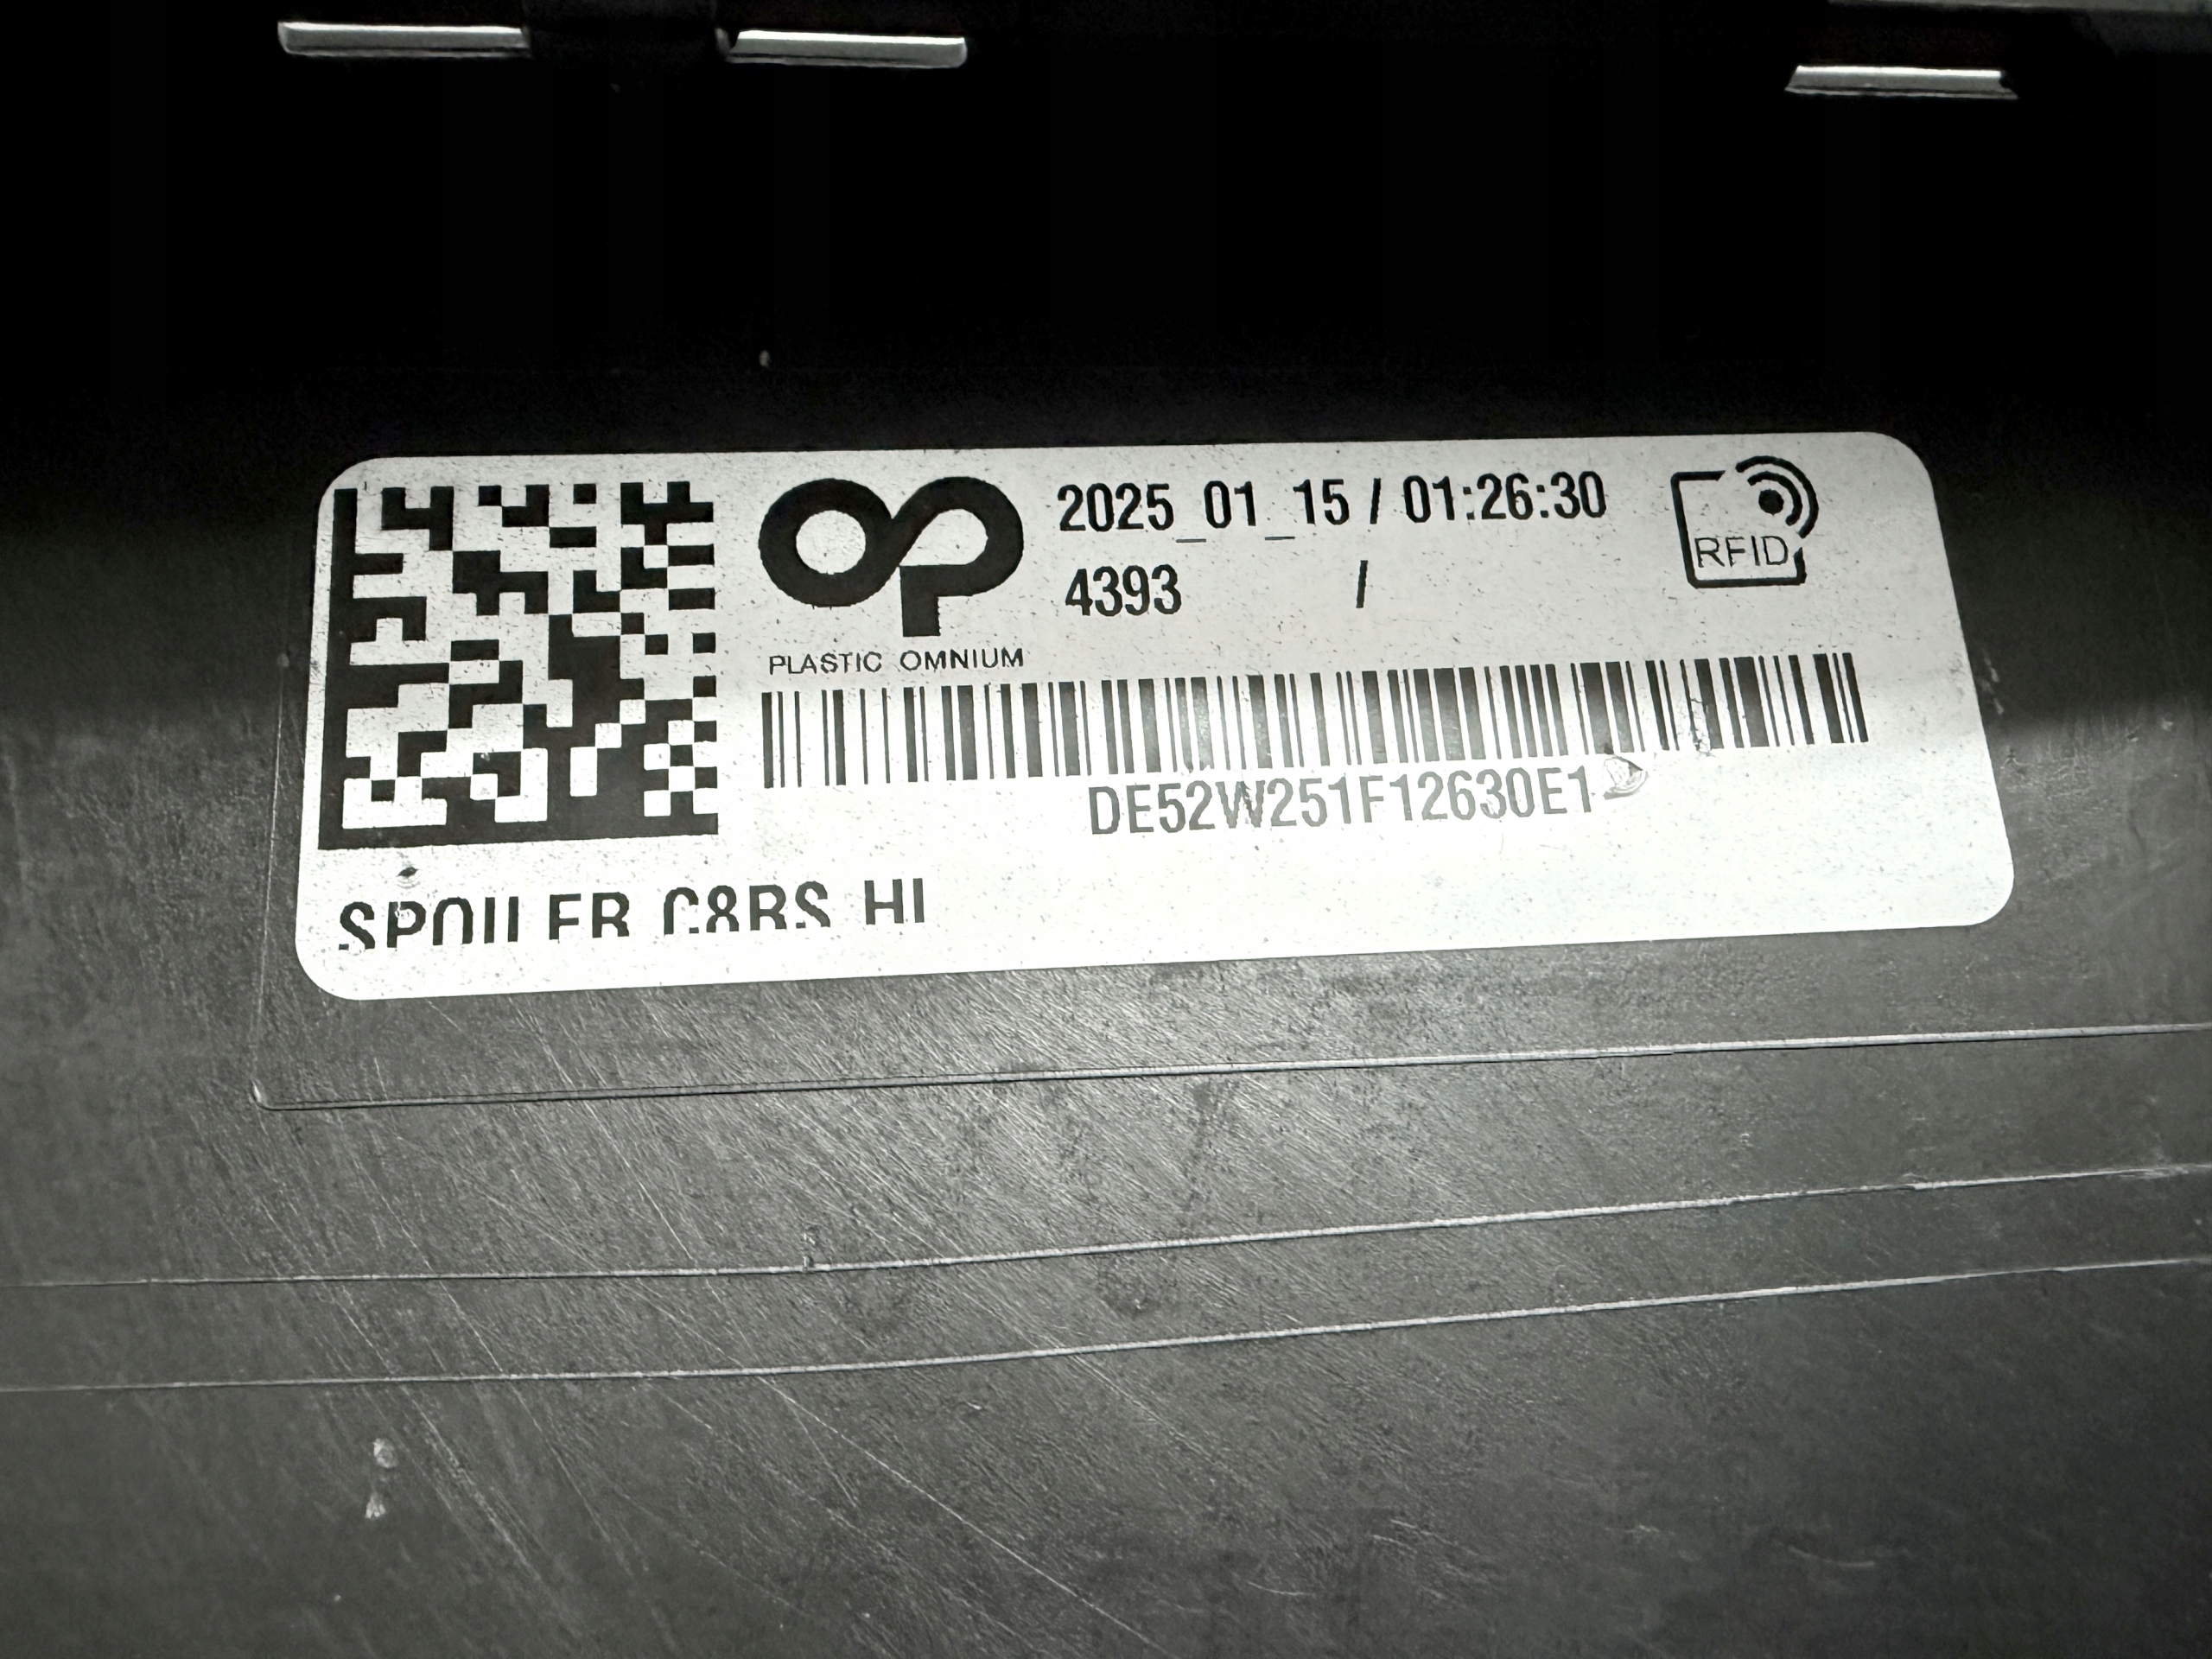 2025_01_15 / 01:26:30
4393 /
RFID
PLASTIC OMNIUM
DE52W251F12630E1
SPOILER C8RS HI